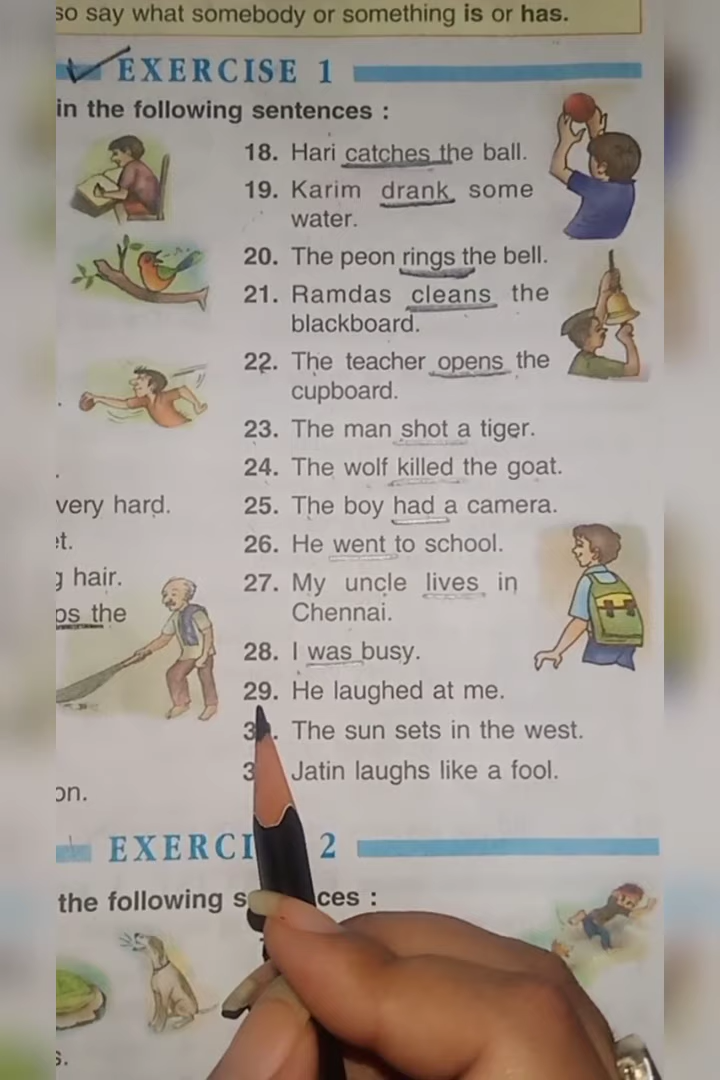 so say what somebody or something is or has.
EXERCISE 1
in the following sentences :
18. Hari catches the ball.
19. Karim drank some
water.
20. The peon rings the bell.
21. Ramdas cleans the
blackboard.
22. The teacher opens the
cupboard.
23. The man shot a tiger.
24. The wolf killed the goat.
very hard.
25. The boy had a camera.
et.
26. He went to school.
g hair.
27. My uncle lives in
ps the
Chennai.
28. I was busy.
29. He laughed at me.
The sun sets in the west.
Jatin laughs like a fool.
on.
2
the following :
s.